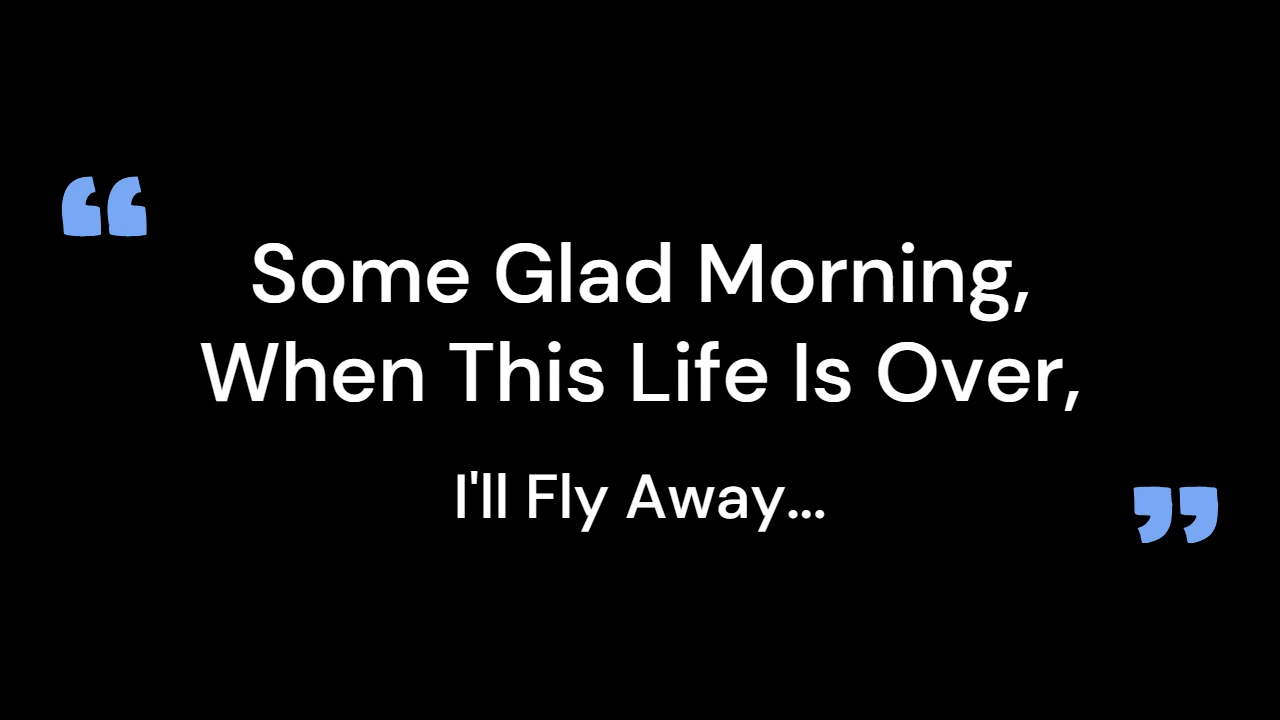 “
Some Glad Morning,
When This Life Is Over,
I'll Fly Away...
”